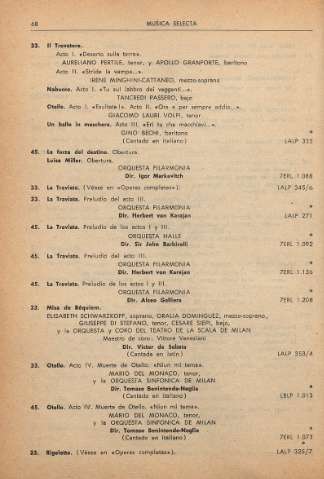 68 MUSICA SELECTA
33. Il Trovatore.
Acto I. «Deserto sulla terra».
AURELIANO PERTILE, tenor, y APOLLO GRANFORTE, barítono
Acto II. «Stride la vampa...».
IRENE MINGHINI-CATTANEO, mezzo-soprano
Nabucco. Acto I. «Tu sul labbro dei veggenti...».
TANCREDI PASSERO, bajo
Otello. Acto I. «Esultate!». Acto II. «Ora e per sempre addio...».
GIACOMO LAURI VOLPI, tenor
Un ballo in maschera. Acto III. «Eri tu che macchiavi...».
GINO BECHI, barítono *
(Cantado en italiano) LALP 332
45. La forza del destino. Obertura.
Luisa Miller. Obertura.
ORQUESTA FILARMONIA
Dir. Igor Markevitch 7ERL 1.088
33. La Traviata. (Véase en «Operas completas»). LALP 345/6
33. La Traviata. Preludio del acto III.
ORQUESTA FILARMONIA *
Dir. Herbert von Karajan LALP 271
45. La Traviata. Preludio de los actos I y III.
ORQUESTA HALLE *
Dir. Sir John Barbirolli 7ERL 1.092
45. La Traviata. Preludio del acto III.
ORQUESTA FILARMONIA *
Dir. Herbert von Karajan 7ERL 1.136
45. La Traviata. Preludio de los actos I y III.
ORQUESTA FILARMONIA *
Dir. Alceo Galliera 7ERL 1.208
33. Misa de Réquiem.
ELISABETH SCHWARZKOPF, soprano, ORALIA DOMINGUEZ, mezzo-soprano,
GIUSEPPE DI STEFANO, tenor, CESARE SIEPI, bajo,
y la ORQUESTA y CORO DEL TEATRO DE LA SCALA DE MILAN
Maestro de coro: Vittore Veneziani
Dir. Victor de Sabata
(Cantado en latín) LALP 253/4
33. Otello. Acto IV. Muerte de Otello. «Niun mi tema».
MARIO DEL MONACO, tenor,
y la ORQUESTA SINFONICA DE MILAN
Dir. Tomaso Benintende-Neglia *
(Cantado en italiano) LBLP 1.013
45. Otello. Acto IV. Muerte de Otello. «Niun mi tema».
MARIO DEL MONACO, tenor,
y la ORQUESTA SINFONICA DE MILAN
Dir. Tomaso Benintende-Neglia *
(Cantado en italiano) 7ERL 1.073
33. Rigoletto. (Véase en «Operas completas»). LALP 325/7